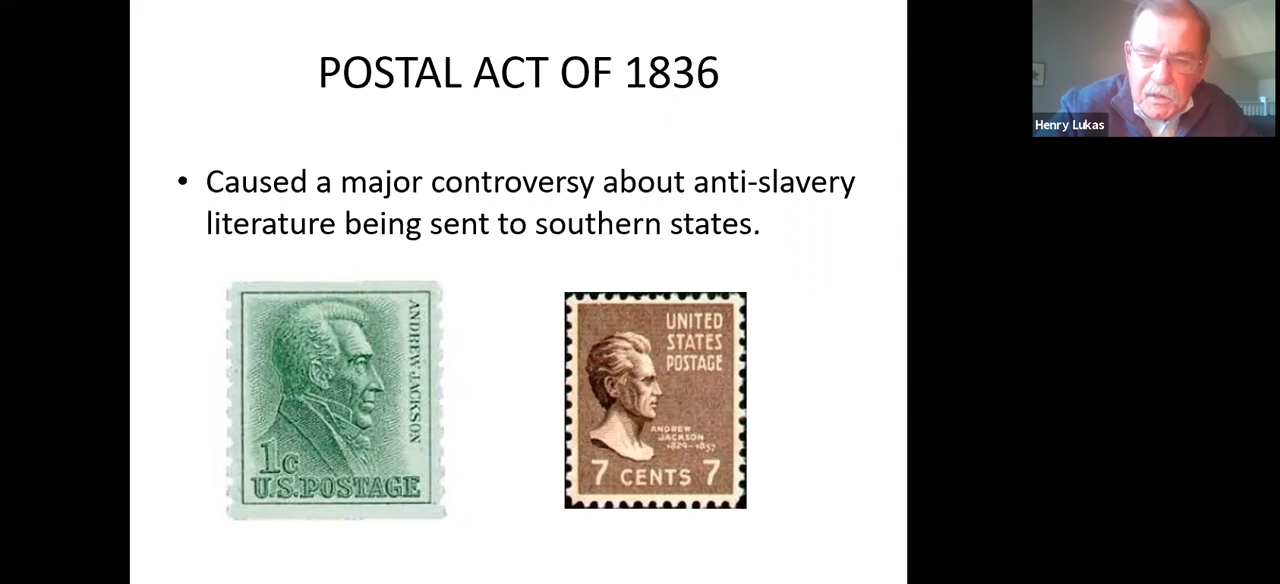 POSTAL ACT OF 1836
• Caused a major controversy about anti-slavery
literature being sent to southern states.
ANDREW JACKSON
1c
U.S. POSTAGE
UNITED
STATES
POSTAGE
ANDREW
JACKSON
1829-1837
7 CENTS 7
Henry Lukas